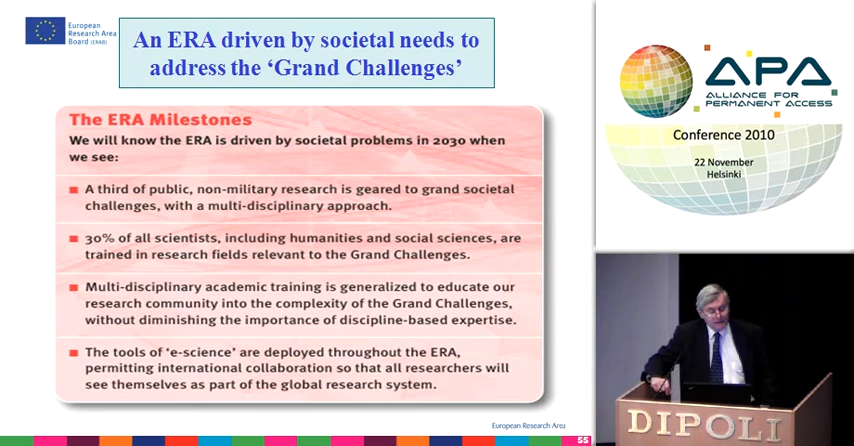 European
Research Area
Board (ERAB)
An ERA driven by societal needs to
address the ‘Grand Challenges’
The ERA Milestones
We will know the ERA is driven by societal problems in 2030 when
we see:
A third of public, non-military research is geared to grand societal
challenges, with a multi-disciplinary approach.
30% of all scientists, including humanities and social sciences, are
trained in research fields relevant to the Grand Challenges.
Multi-disciplinary academic training is generalized to educate our
research community into the complexity of the Grand Challenges,
without diminishing the importance of discipline-based expertise.
The tools of ‘e-science’ are deployed throughout the ERA,
permitting international collaboration so that all researchers will
see themselves as part of the global research system.
European Research Area
55
APA
ALLIANCE FOR
PERMANENT ACCESS
Conference 2010
22 November
Helsinki
DIPOLI